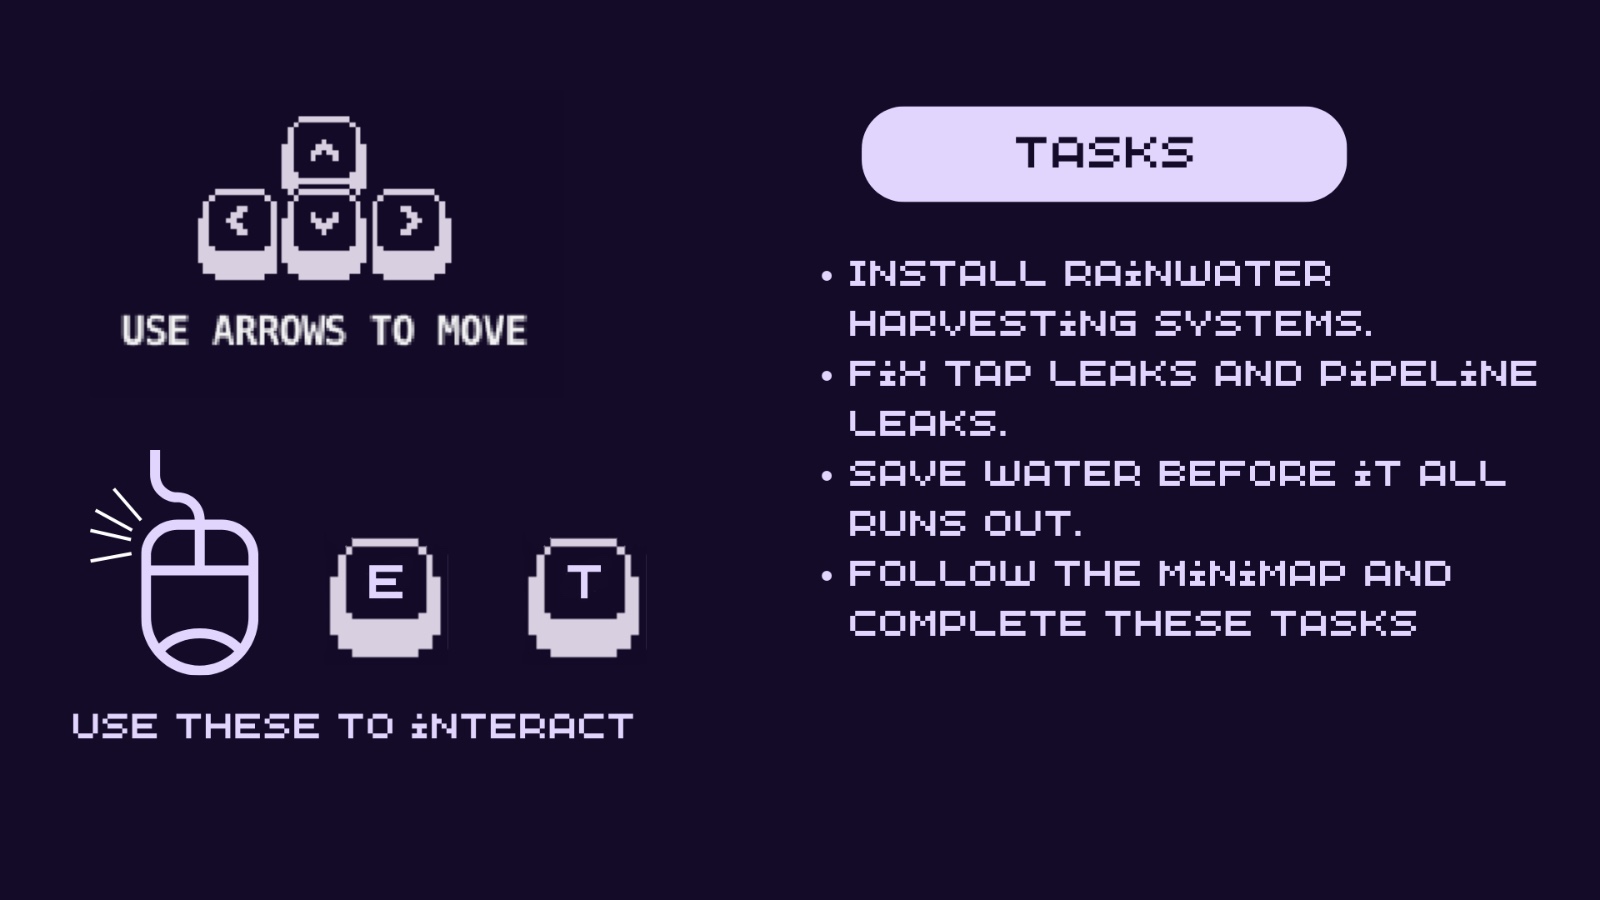 USE ARROWS TO MOVE
E
T
USE THESE TO iNTERACT
TASKS
INSTALL RAiNWATER
HARVESTiNG SYSTEMS.
FiX TAP LEAKS AND PiPELiNE
LEAKS.
SAVE WATER BEFORE iT ALL
RUNS OUT.
FOLLOW THE MiNiMAP AND
COMPLETE THESE TASKS